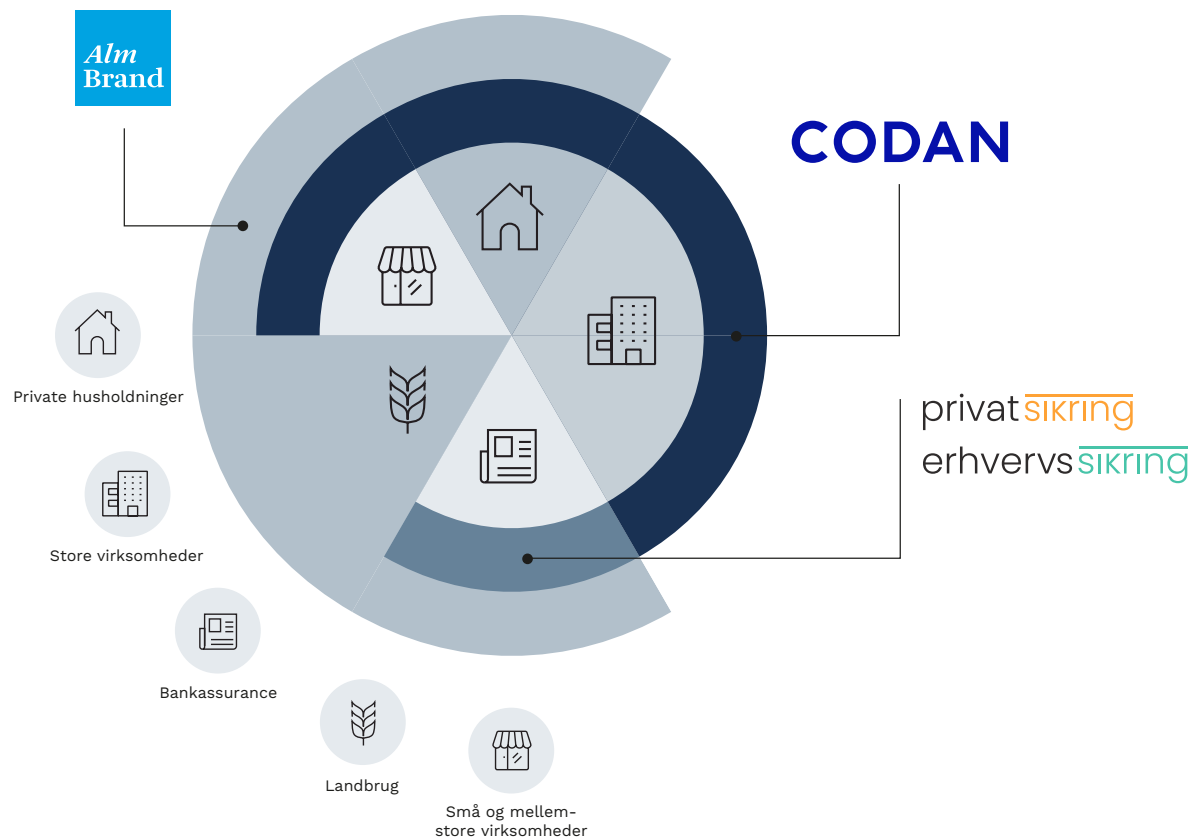 Alm
Brand
CODAN
privatsikring
erhvervssikring
Private husholdninger
Store virksomheder
Bankassurance
Landbrug
Små og mellem-
store virksomheder